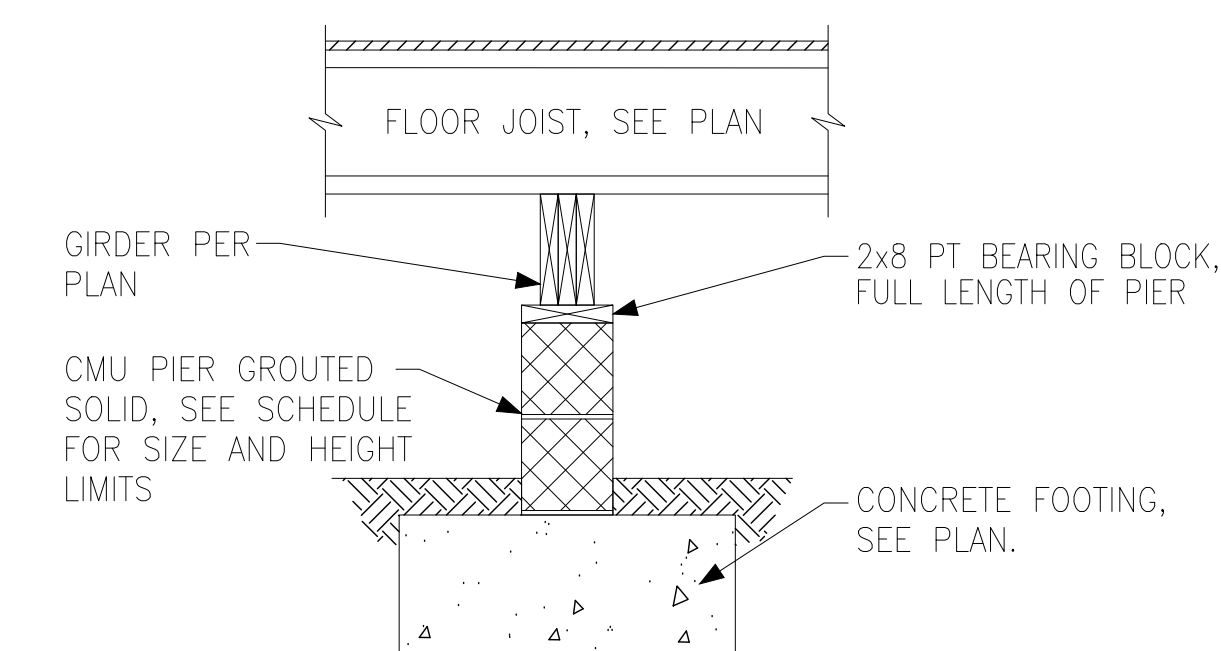 FLOOR JOIST, SEE PLAN
GIRDER PER
PLAN
2x8 PT BEARING BLOCK,
FULL LENGTH OF PIER
CMU PIER GROUTED
SOLID, SEE SCHEDULE
FOR SIZE AND HEIGHT
LIMITS
CONCRETE FOOTING,
SEE PLAN.